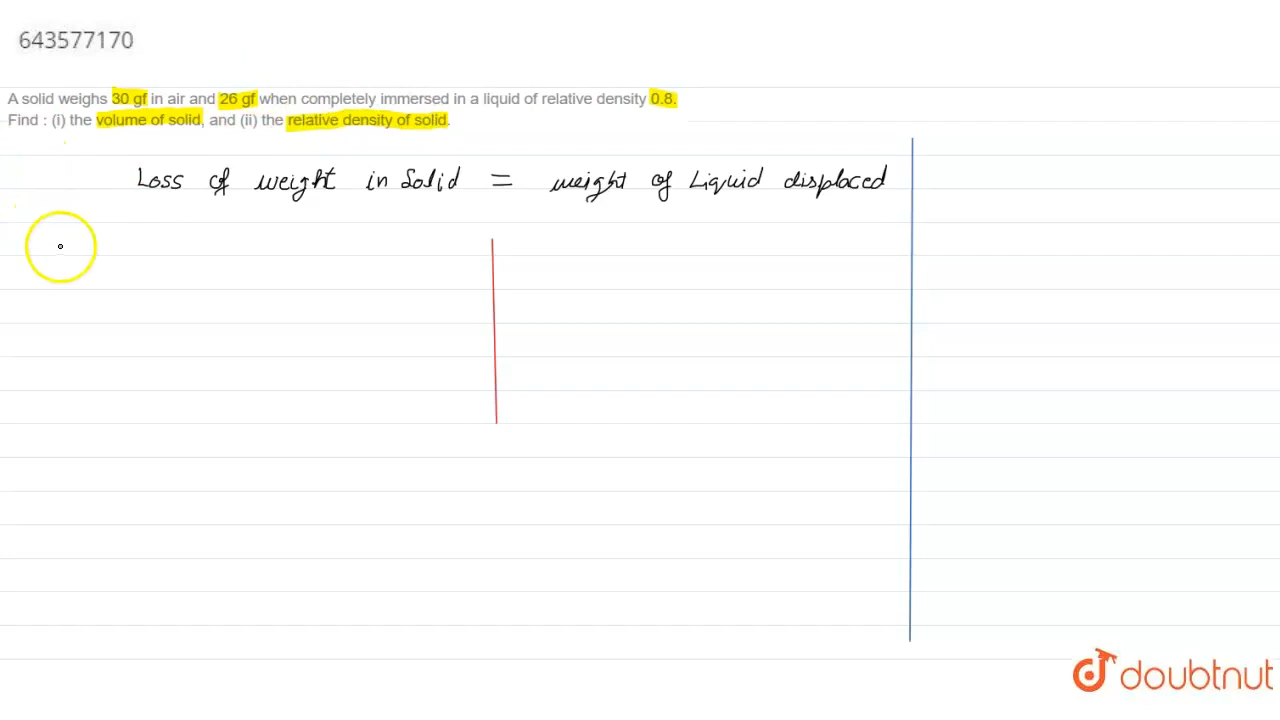 643577170
A solid weighs 30 gf in air and 26 gf when completely immersed in a liquid of relative density 0.8.
Find : (i) the volume of solid, and (ii) the relative density of solid.
Loss of weight in Solid = weight of Liquid displaced
doubtnut